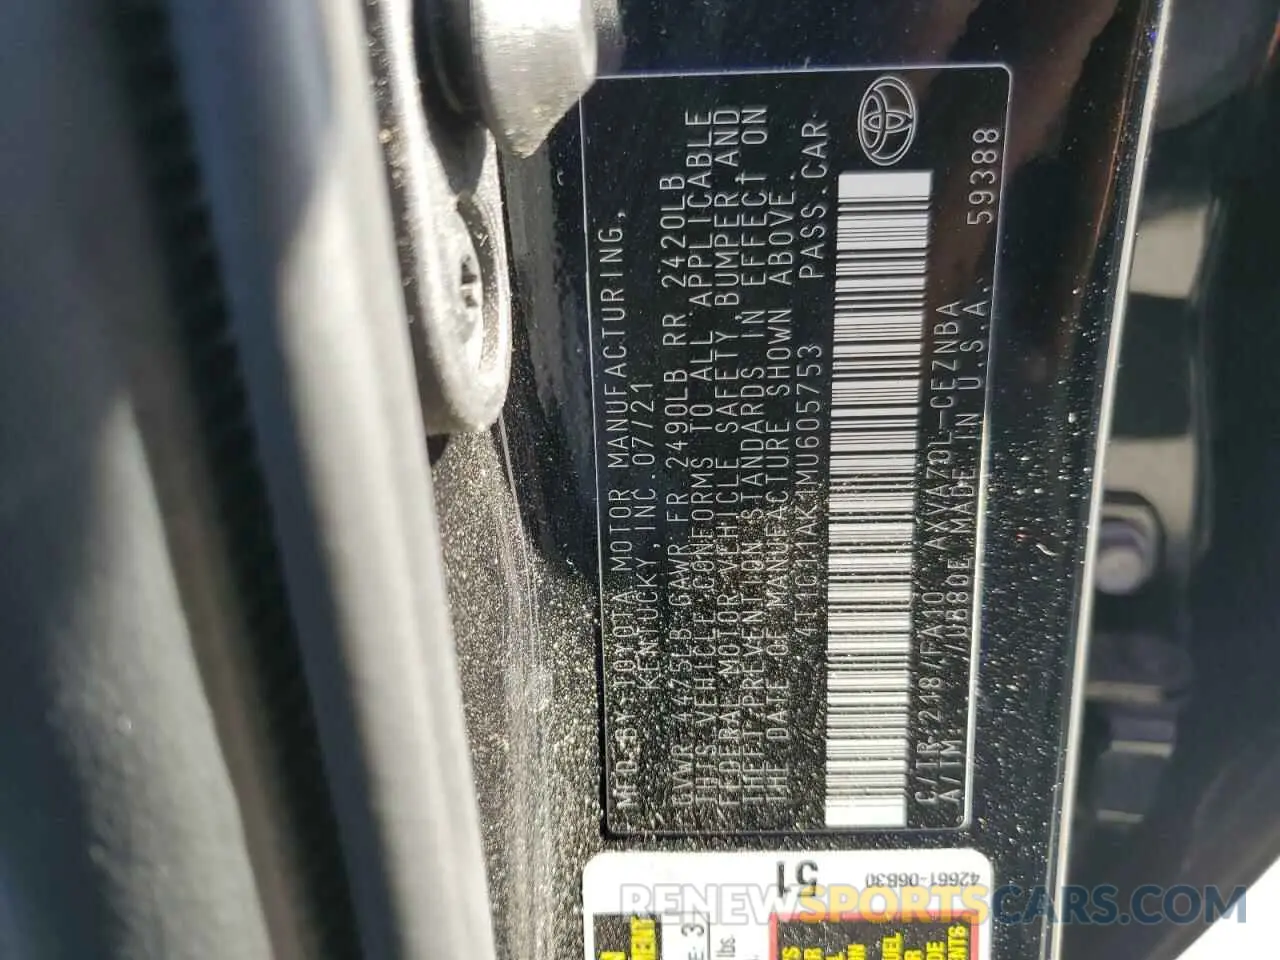 MFD. BY: TOYOTA MOTOR MANUFACTURING,
KENTUCKY, INC. 07/21
GVWR 4475LB GAWR FR 2490LB RR 2420LB
THIS VEHICLE CONFORMS TO ALL APPLICABLE
FEDERAL MOTOR VEHICLE SAFETY, BUMPER AND
THEFT PREVENTION STANDARDS IN EFFECT ON
THE DATE OF MANUFACTURE SHOWN ABOVE.
4T1C11AK1MU605753 PASS.CAR
C/TR:218/FA10 AXVA70L-CEZNBA
A/TM: /UB80E MADE IN U.S.A. 59388
51
42661-06B30
RENEWSPORTSCARS.COM